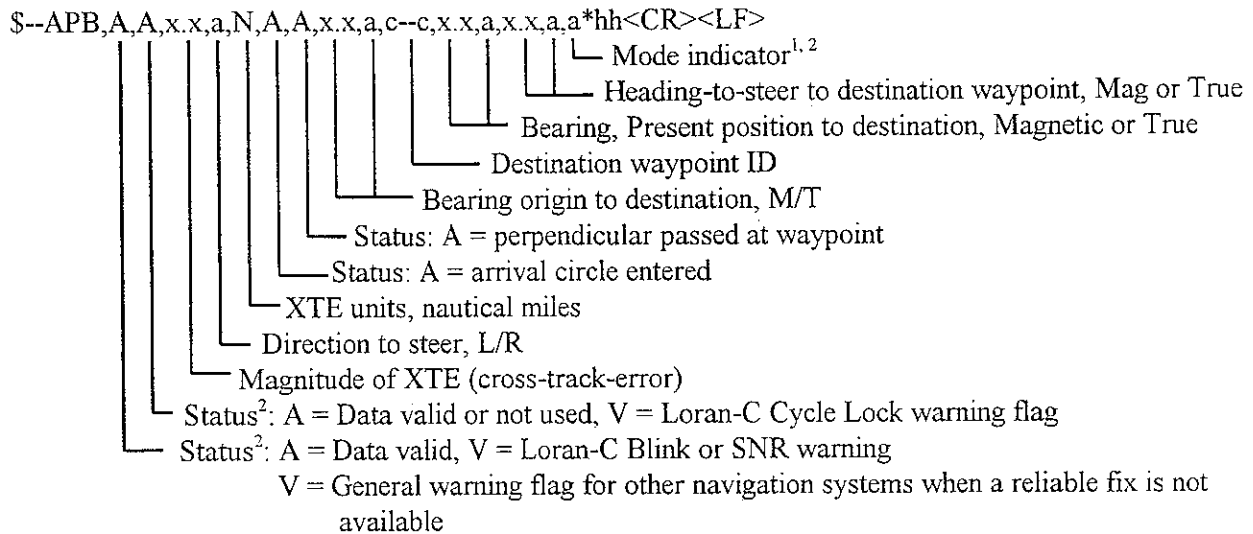 $--APB,A,A,x.x,a,N,A,A,x.x,a,c--c,x.x,a,x.x,a,a*hh<CR><LF>
Mode indicator1, 2
Heading-to-steer to destination waypoint, Mag or True
Bearing, Present position to destination, Magnetic or True
Destination waypoint ID
Bearing origin to destination, M/T
Status: A = perpendicular passed at waypoint
Status: A = arrival circle entered
XTE units, nautical miles
Direction to steer, L/R
Magnitude of XTE (cross-track-error)
Status2: A = Data valid or not used, V = Loran-C Cycle Lock warning flag
Status2: A = Data valid, V = Loran-C Blink or SNR warning
V = General warning flag for other navigation systems when a reliable fix is not
available